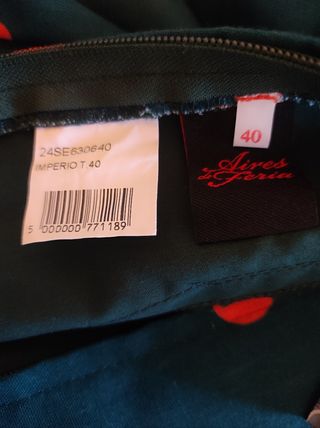 24SE630640
IMPERIO T 40
5 000000 771189
40
Aires
de Feria